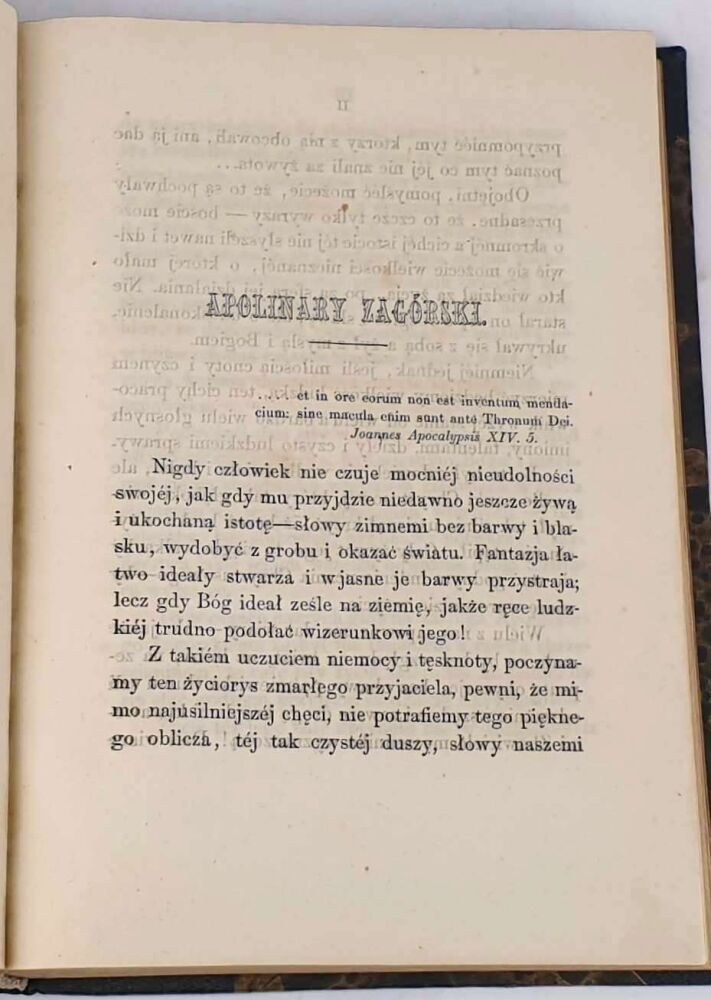 APOLINARY ZAGÓRSKI.
.... et in ore eorum non est inventum menda-
cium: sine macula enim sunt ante Thronum Dei.
Joannes Apocalypsis XIV. 5.
Nigdy człowiek nie czuje mocniéj nieudolności
swojéj, jak gdy mu przyjdzie niedawno jeszcze żywą
i ukochaną istotę—słowy zimnemi bez barwy i bla-
sku, wydobyć z grobu i okazać światu. Fantazja ła-
two ideały stwarza i w jasne je barwy przystraja;
lecz gdy Bóg ideał ześle na ziemię, jakże ręce ludz-
kiéj trudno podołać wizerunkowi jego!
Z takiém uczuciem niemocy i tęsknoty, poczyna-
my ten życiorys zmarłego przyjaciela, pewni, że mi-
mo najusilniejszéj chęci, nie potrafiemy tego piękne-
go oblicza, téj tak czystéj duszy, słowy naszemi